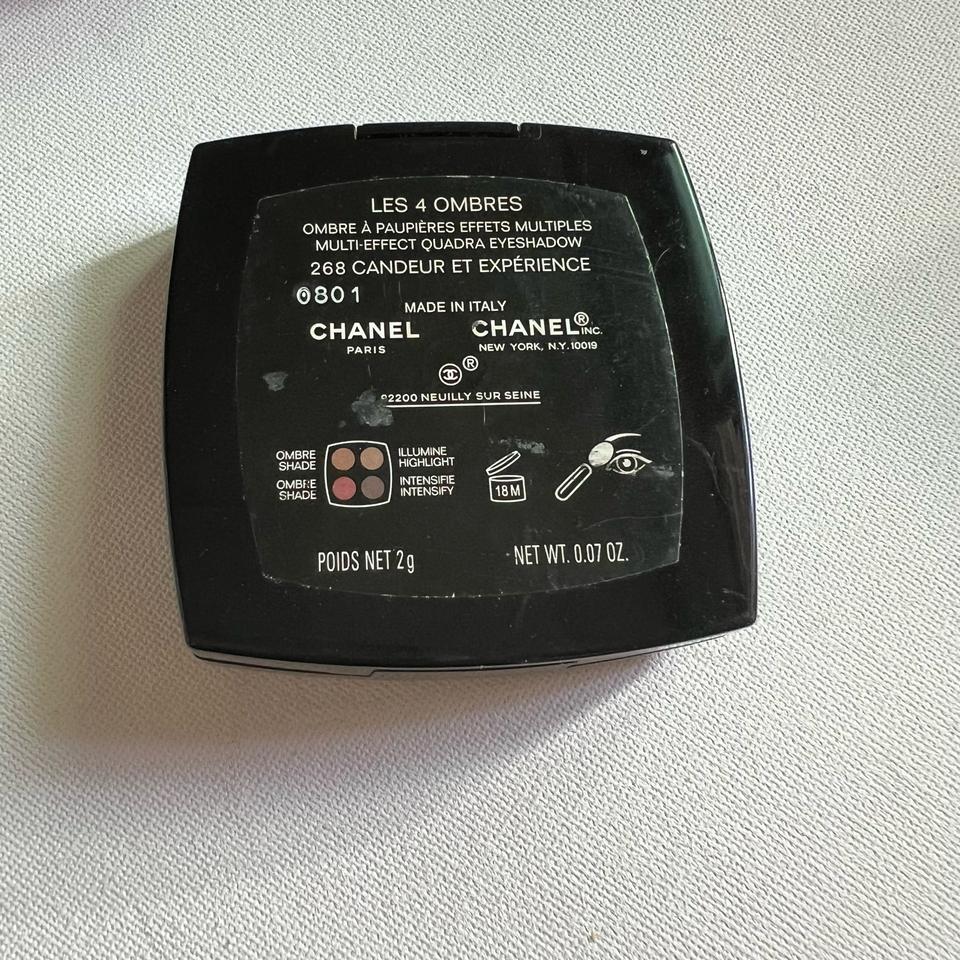 LES 4 OMBRES
OMBRE À PAUPIÈRES EFFETS MULTIPLES
MULTI-EFFECT QUADRA EYESHADOW
268 CANDEUR ET EXPÉRIENCE
0801
MADE IN ITALY
CHANEL CHANEL® INC.
PARIS NEW YORK, N.Y. 10019
®
92200 NEUILLY SUR SEINE
OMBRE ILLUMINE
SHADE HIGHLIGHT
OMBRE INTENSIFIE
SHADE INTENSIFY
18 M
POIDS NET 2g NET WT. 0.07 OZ.